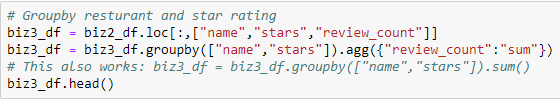 # Groupby resturant and star rating
biz3_df = biz2_df.loc[:,["name","stars","review_count"]]
biz3_df = biz3_df.groupby(["name","stars"]).agg({"review_count":"sum"})
# This also works: biz3_df = biz3_df.groupby(["name","stars"]).sum()
biz3_df.head()